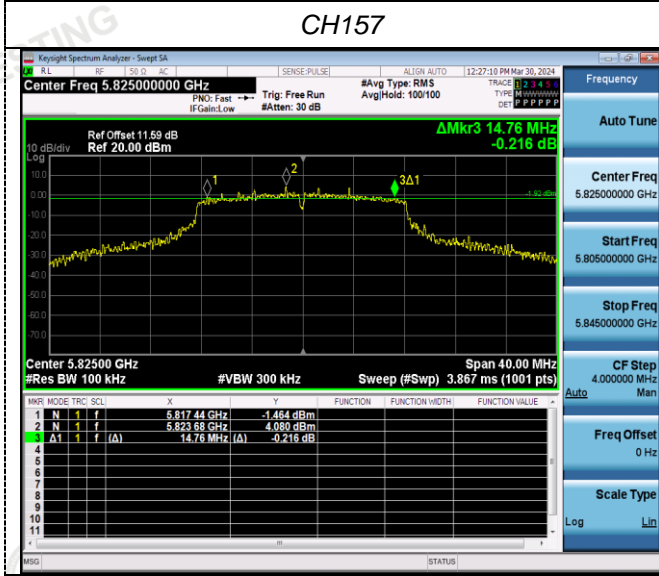 CH157
ESTING
Keysight Spectrum Analyzer - Swept SA
RL RF 50 Ω AC SENSE:PULSE ALIGN AUTO 12:27:10 PM Mar 30, 2024
Center Freq 5.825000000 GHz
PNO: Fast
IFGain:Low
Trig: Free Run
#Atten: 30 dB
#Avg Type: RMS
Avg|Hold: 100/100
TRACE 1 2 3 4 5 6
TYPE M W W W W W
DET P P P P P P
Frequency
Auto Tune
Center Freq
5.825000000 GHz
Start Freq
5.805000000 GHz
Stop Freq
5.845000000 GHz
CF Step
4.000000 MHz
Auto Man
Freq Offset
0 Hz
Scale Type
Log Lin
ΔMkr3 14.76 MHz
-0.216 dB
Ref Offset 11.59 dB
10 dB/div Ref 20.00 dBm
Log
10.0
0.00
-10.0
-20.0
-30.0
-40.0
-50.0
-60.0
-70.0
1
2
3Δ1
-1.92 dBm
Center 5.82500 GHz Span 40.00 MHz
#Res BW 100 kHz #VBW 300 kHz Sweep (#Swp) 3.867 ms (1001 pts)
MKR MODE TRC SCL X Y FUNCTION FUNCTION WIDTH FUNCTION VALUE
1 N 1 f 5.817 44 GHz -1.464 dBm
2 N 1 f 5.823 68 GHz 4.080 dBm
3 Δ1 1 f (Δ) 14.76 MHz (Δ) -0.216 dB
4
5
6
7
8
9
10
11
MSG STATUS